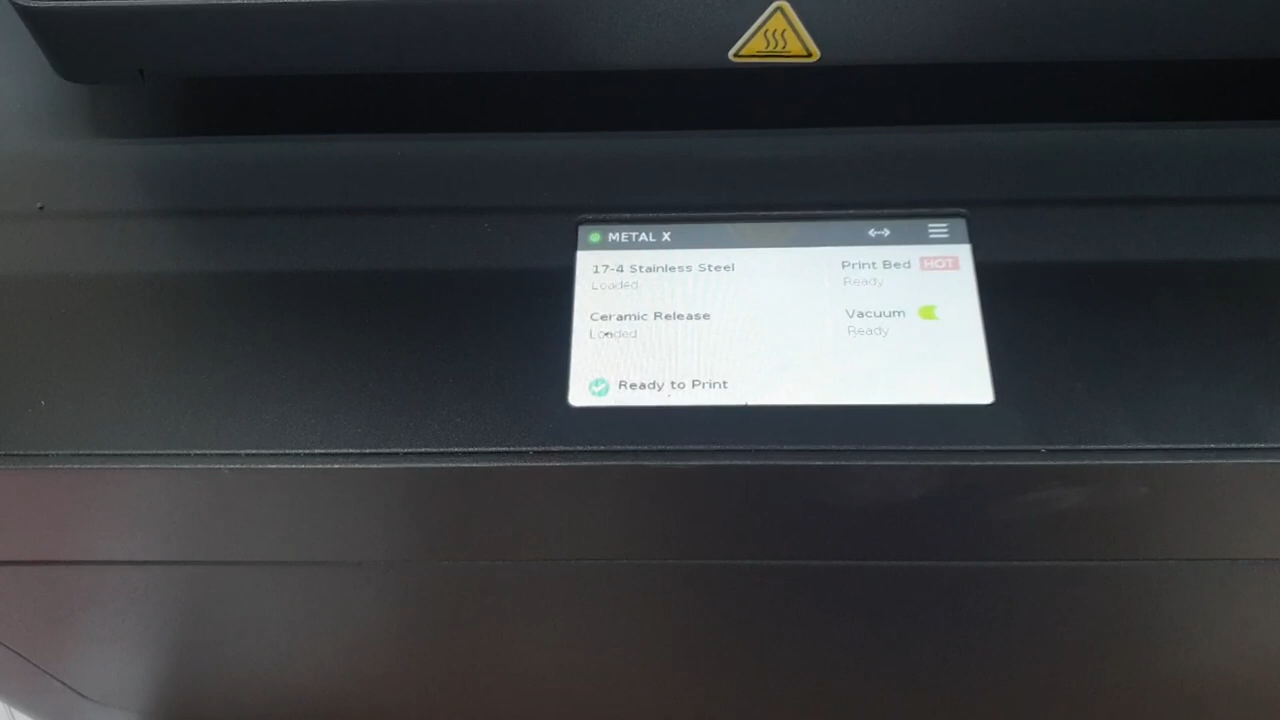 METAL X
17-4 Stainless Steel
Loaded
Print Bed HOT
Ready
Ceramic Release
Loaded
Vacuum
Ready
Ready to Print